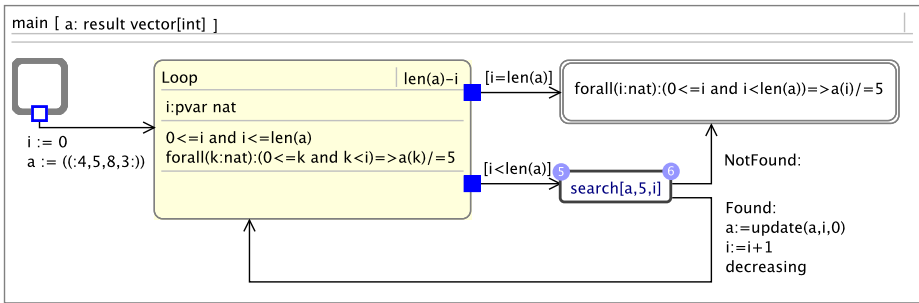 main [ a: result vector[int] ]
i := 0
a := ((:4,5,8,3:))
Loop
len(a)-i
i:pvar nat
0<=i and i<=len(a)
forall(k:nat):(0<=k and k<i)=>a(k)/=5
[i=len(a)]
forall(i:nat):(0<=i and i<len(a))=>a(i)/=5
[i<len(a)]
5
6
search[a,5,i]
NotFound:
Found:
a:=update(a,i,0)
i:=i+1
decreasing